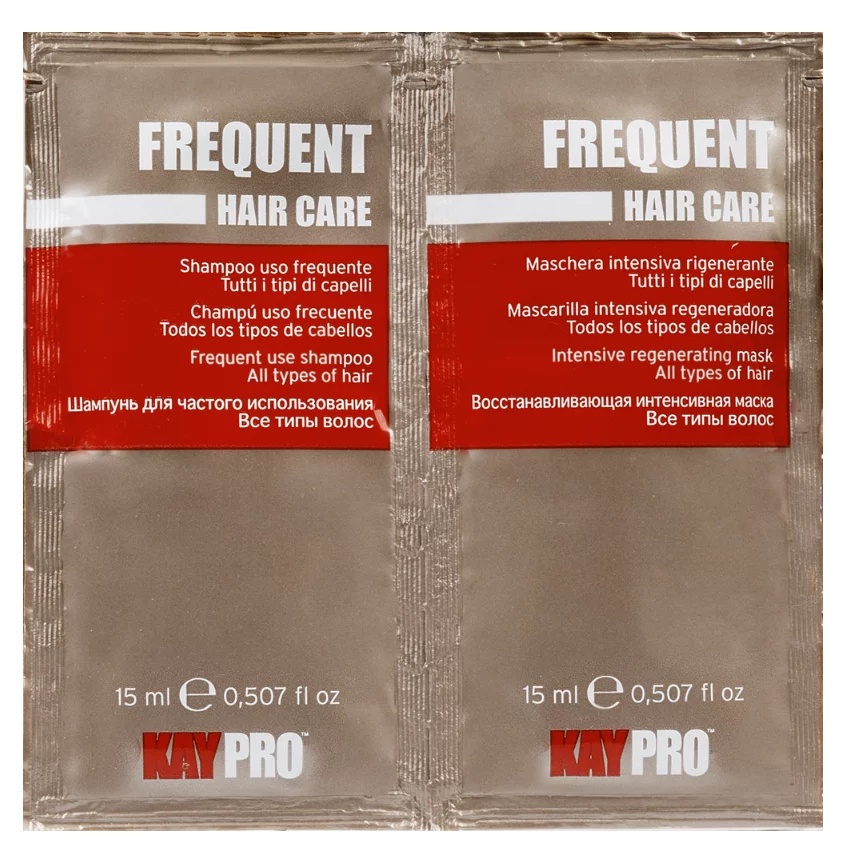 FREQUENT
HAIR CARE
Shampoo uso frequente
Tutti i tipi di capelli
Champú uso frecuente
Todos los tipos de cabellos
Frequent use shampoo
All types of hair
Шампунь для частого использования
Все типы волос
15 ml ℮ 0,507 fl oz
KAYPRO™
FREQUENT
HAIR CARE
Maschera intensiva rigenerante
Tutti i tipi di capelli
Mascarilla intensiva regeneradora
Todos los tipos de cabellos
Intensive regenerating mask
All types of hair
Восстанавливающая интенсивная маска
Все типы волос
15 ml ℮ 0,507 fl oz
KAYPRO™